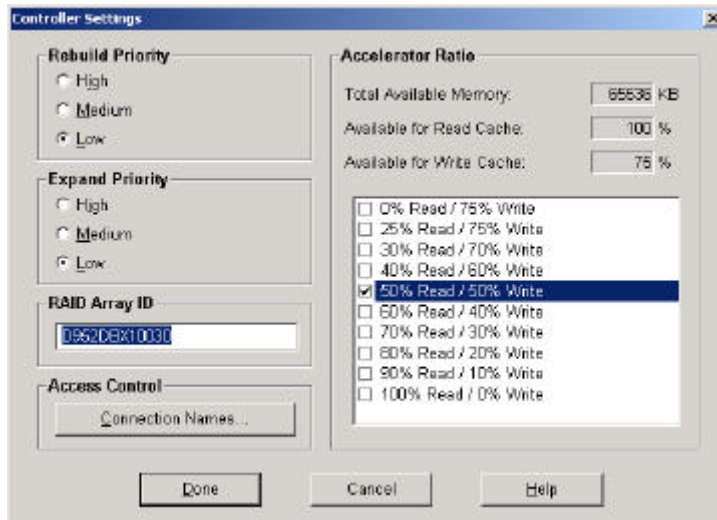 Controller Settings
Rebuild Priority
High
Medium
Low
Expand Priority
High
Medium
Low
RAID Array ID
Access Control
Connection Names...
Accelerator Ratio
Total Available Memory: 65536 KB
Available for Read Cache: 100 %
Available for Write Cache: 75 %
0% Read / 75% Write
25% Read / 75% Write
30% Read / 70% Write
40% Read / 60% Write
50% Read / 50% Write
60% Read / 40% Write
70% Read / 30% Write
80% Read / 20% Write
90% Read / 10% Write
100% Read / 0% Write
Done
Cancel
Help